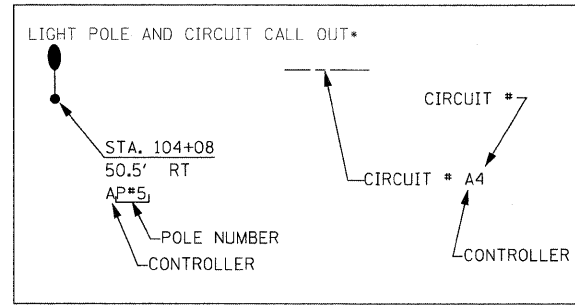 LIGHT POLE AND CIRCUIT CALL OUT*
CIRCUIT #
STA. 104+08
50.5' RT
CIRCUIT # A4
AP#5
POLE NUMBER
CONTROLLER
CONTROLLER